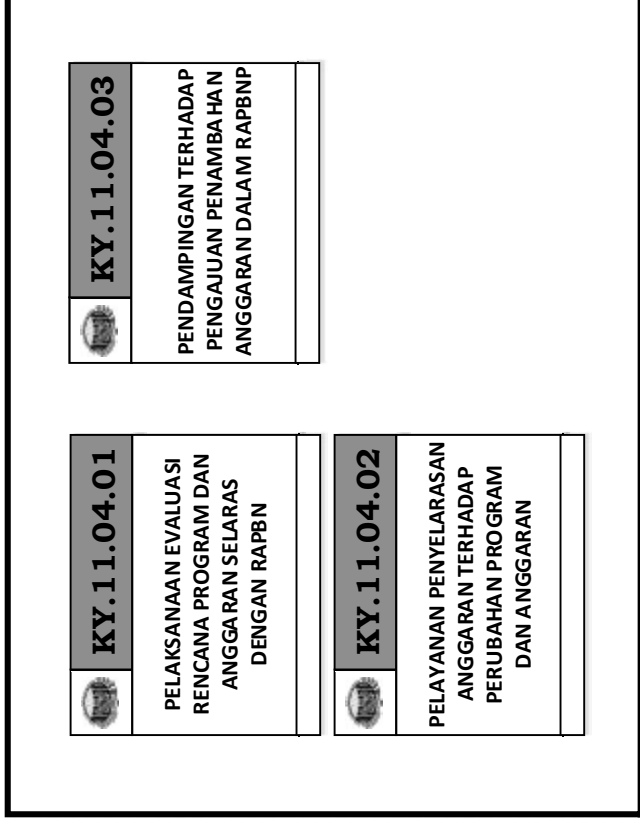 KY.11.04.01
PELAKSANAAN EVALUASI
RENCANA PROGRAM DAN
ANGGARAN SELARAS
DENGAN RAPBN
KY.11.04.02
PELAYANAN PENYELARASAN
ANGGARAN TERHADAP
PERUBAHAN PROGRAM
DAN ANGGARAN
KY.11.04.03
PENDAMPINGAN TERHADAP
PENGAJUAN PENAMBAHAN
ANGGARAN DALAM RAPBNP